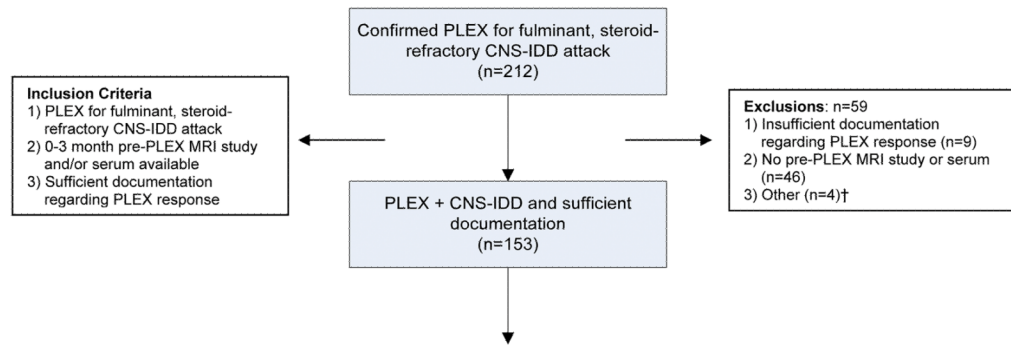 Confirmed PLEX for fulminant, steroid-
refractory CNS-IDD attack
(n=212)
Inclusion Criteria
1) PLEX for fulminant, steroid-
refractory CNS-IDD attack
2) 0-3 month pre-PLEX MRI study
and/or serum available
3) Sufficient documentation
regarding PLEX response
Exclusions: n=59
1) Insufficient documentation
regarding PLEX response (n=9)
2) No pre-PLEX MRI study or serum
(n=46)
3) Other (n=4)†
PLEX + CNS-IDD and sufficient
documentation
(n=153)